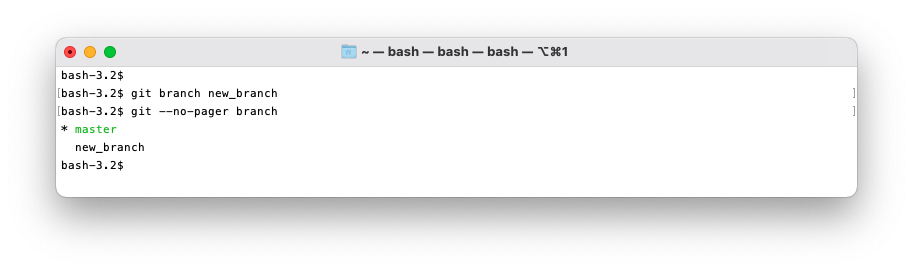 ~ — bash — bash — bash — ⌥⌘1
bash-3.2$
[bash-3.2$ git branch new_branch ]
[bash-3.2$ git --no-pager branch ]
* master
  new_branch
bash-3.2$